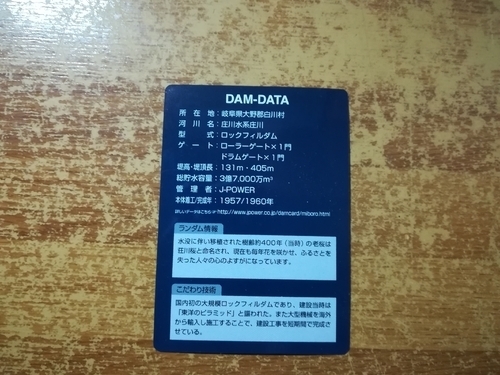 DAM-DATA
所在地：岐阜県大野郡白川村
河川名：庄川水系庄川
型式：ロックフィルダム
ゲート：ローラーゲート×1門
ドラムゲート×1門
堤高・堤頂長：131m・405m
総貯水容量：3億7,000万m³
管理者：J-POWER
本体着工/完成年：1957/1960年
詳しいデータはこちら☞ http://www.jpower.co.jp/damcard/miboro.html
ランダム情報
水没に伴い移植された樹齢約400年（当時）の老桜は
庄川桜と命名され、現在も毎年花を咲かせ、ふるさとを
失った人々の心のよすがになっています。
こだわり技術
国内初の大規模ロックフィルダムであり、建設当時は
「東洋のピラミッド」と謳われた。また大型機械を海外
から輸入し施工することで、建設工事を短期間で完成さ
せている。